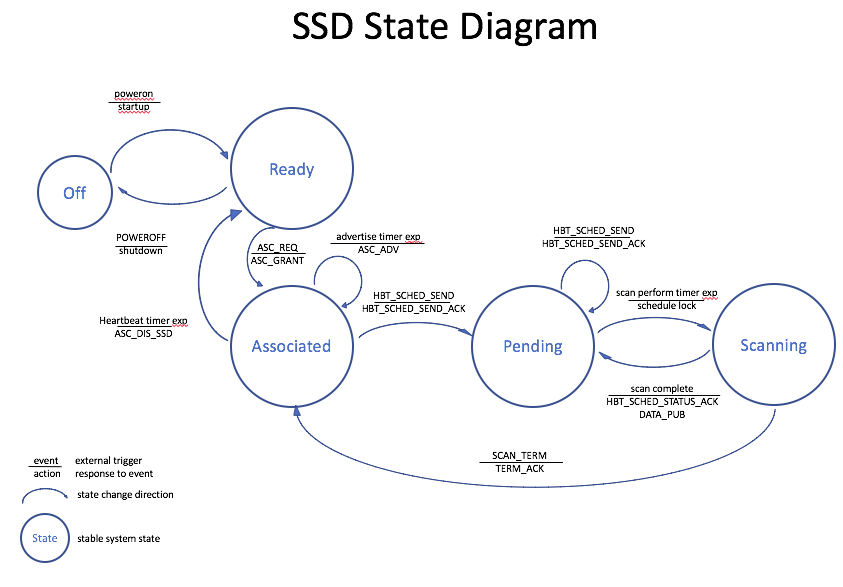 SSD State Diagram
poweron
startup
Ready
Off
POWEROFF
shutdown
ASC_REQ
ASC_GRANT
advertise timer exp
ASC_ADV
HBT_SCHED_SEND
HBT_SCHED_SEND_ACK
HBT_SCHED_SEND
HBT_SCHED_SEND_ACK
scan perform timer exp
schedule lock
Heartbeat timer exp
ASC_DIS_SSD
Associated
Pending
Scanning
scan complete
HBT_SCHED_STATUS_ACK
DATA_PUB
SCAN_TERM
TERM_ACK
event external trigger
action response to event
state change direction
State stable system state